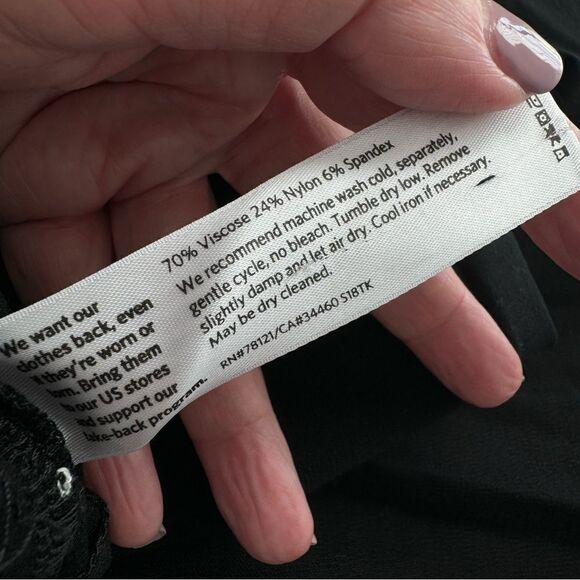 70% Viscose 24% Nylon 6% Spandex
We recommend machine wash cold, separately,
gentle cycle, no bleach. Tumble dry low. Remove
slightly damp and let air dry. Cool iron if necessary.
May be dry cleaned.
RN#78121/CA#34460 S18TK
We want our
clothes back, even
if they're worn or
torn. Bring them
to our US stores
and support our
take-back program.